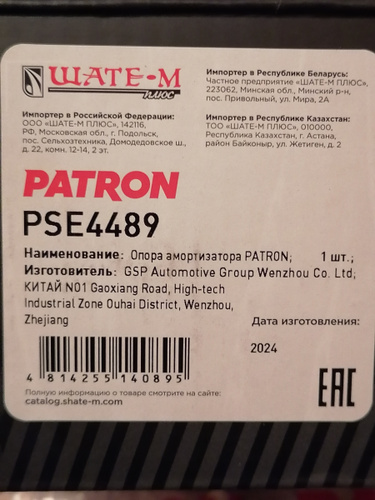 ШАТЕ-М
ПЛЮС
Импортер в Российской Федерации:
ООО «ШАТЕ-М ПЛЮС», 142116,
РФ, Московская обл., г. Подольск,
пос. Сельхозтехника, Домодедовское ш.,
д. 22, комн. 12-14, 2 эт.
Импортер в Республике Беларусь:
Частное предприятие «ШАТЕ-М ПЛЮС»,
223062, Минская обл., Минский р-н,
пос. Привольный, ул. Мира, 2А
Импортер в Республике Казахстан:
ТОО «ШАТЕ-М ПЛЮС», 010000,
Республика Казахстан, г. Астана,
район Байконыр, ул. Жетиген, д. 2
PATRON
PSE4489
Наименование: Опора амортизатора PATRON; 1 шт.;
Изготовитель: GSP Automotive Group Wenzhou Co. Ltd;
КИТАЙ NO1 Gaoxiang Road, High-tech
Industrial Zone Ouhai District, Wenzhou,
Zhejiang
Дата изготовления:
2024
4 814255 140895
EAC
Полную информацию о товаре смотрите на сайте:
catalog.shate-m.com